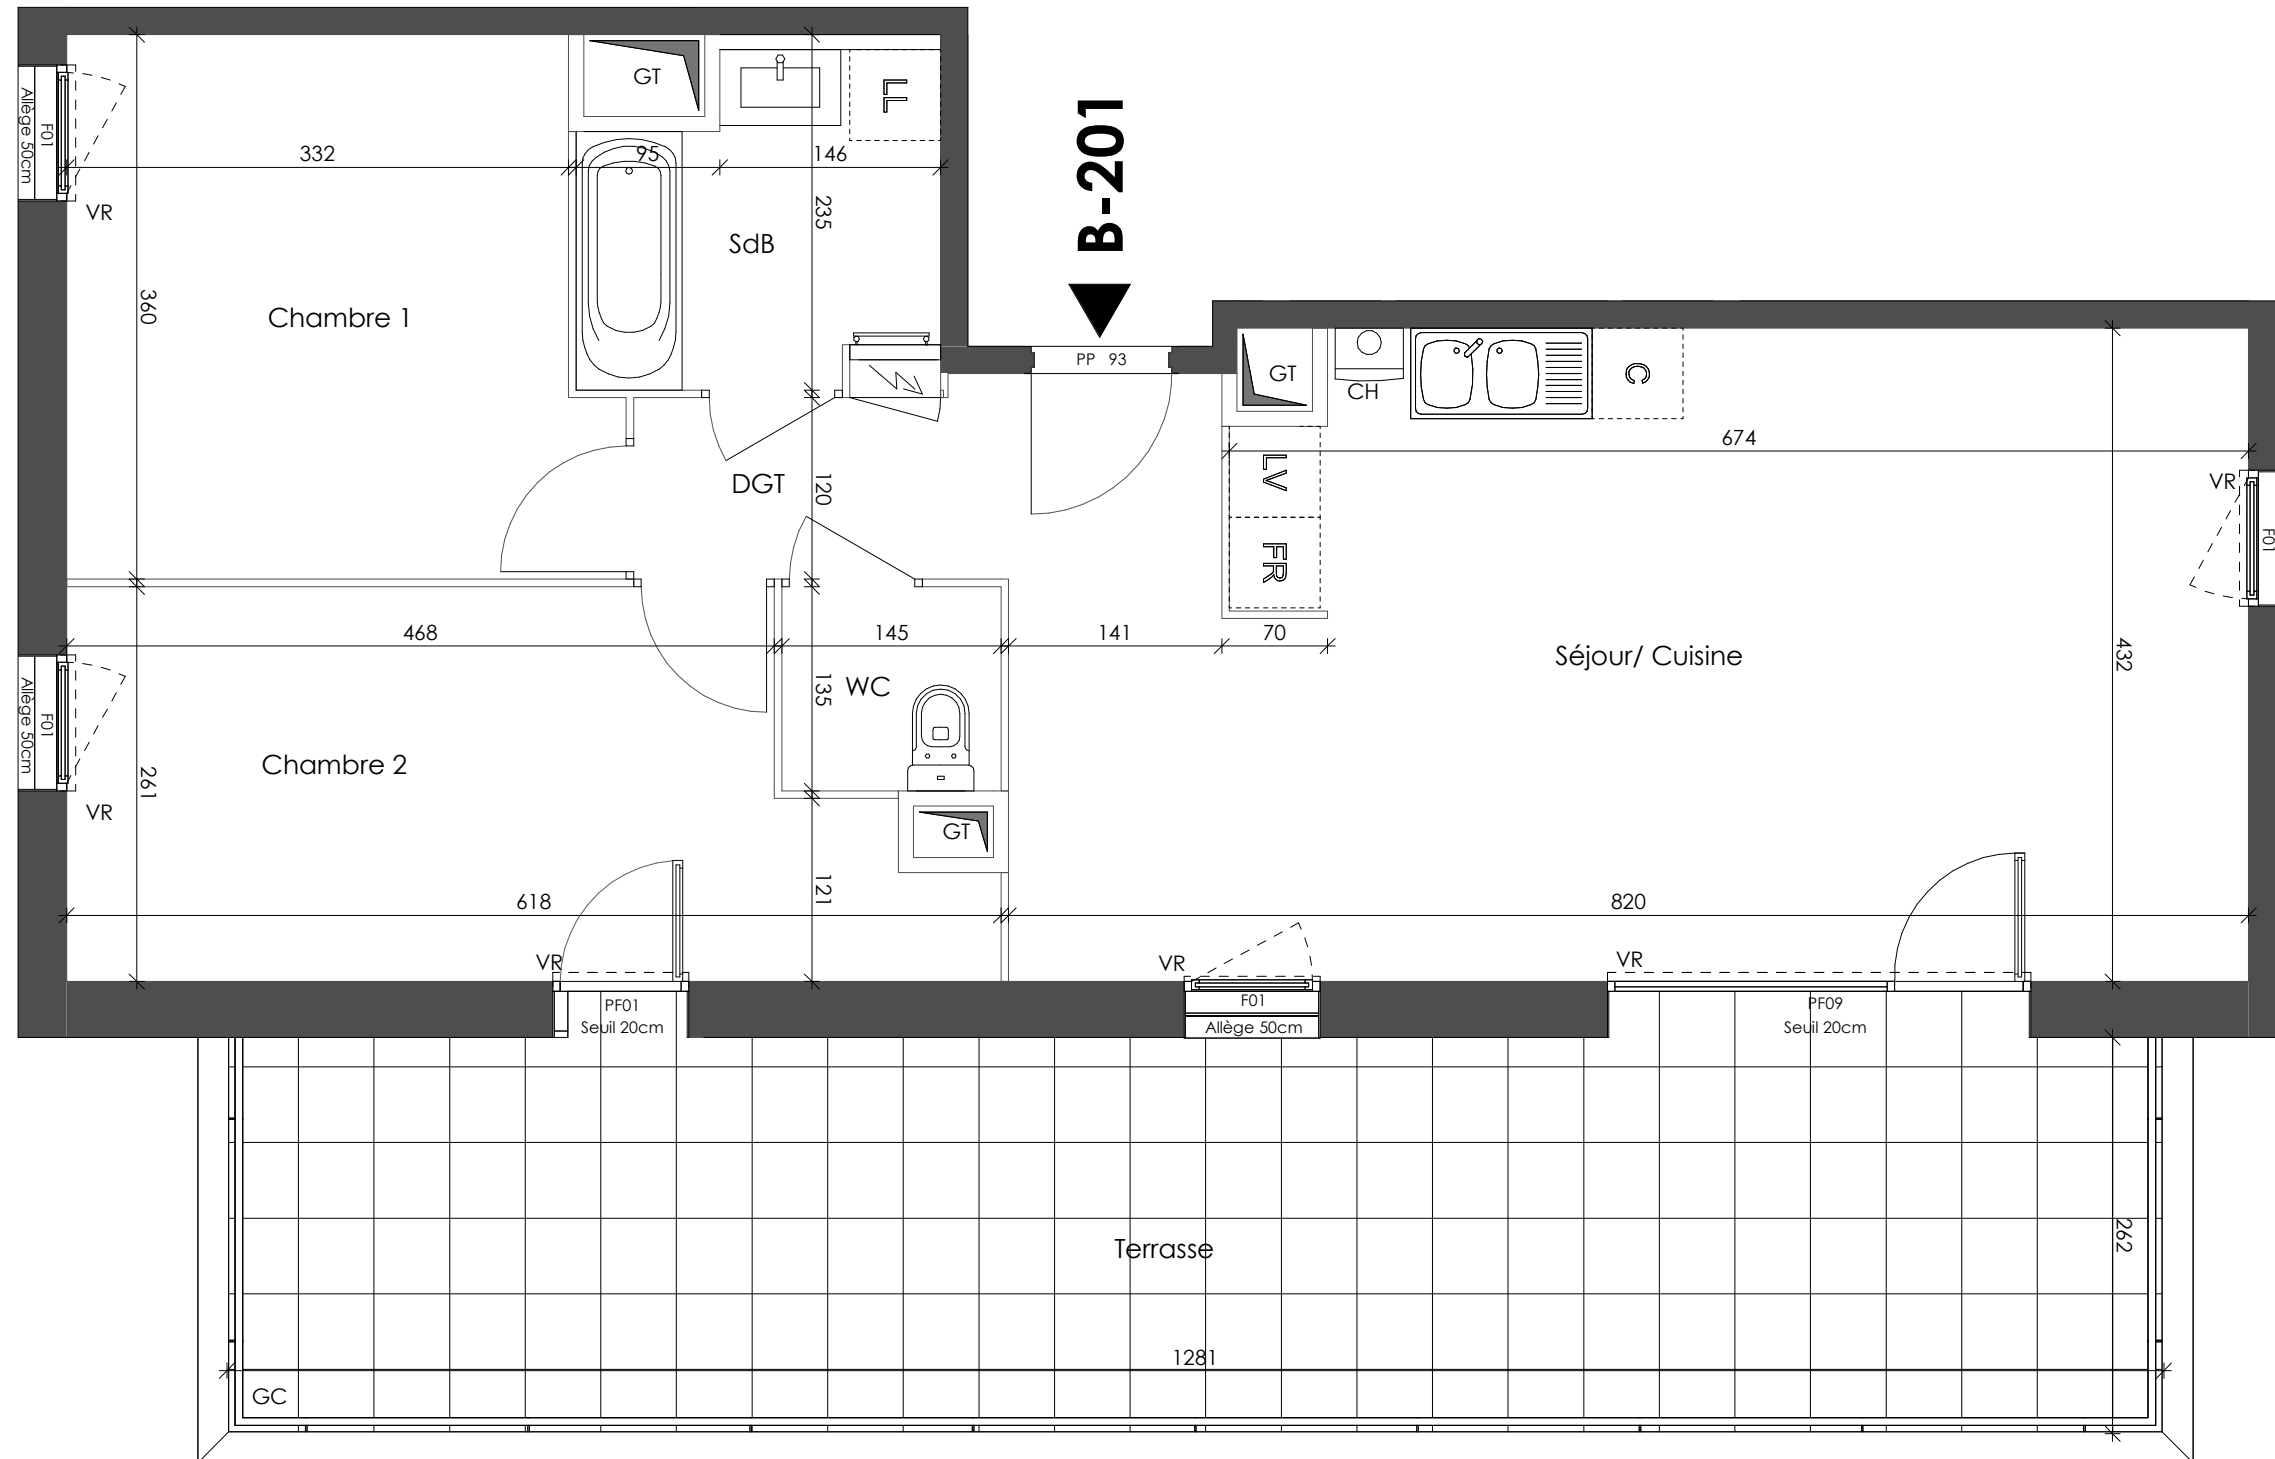 B-201
GT
LL
F01
Allège 50cm
332
95
146
VR
235
SdB
360
Chambre 1
PP 93
GT
CH
C
674
LV
VR
DGT
120
FR
F01
468
145
141
70
Séjour/ Cuisine
432
F01
Allège 50cm
135
WC
Chambre 2
261
VR
GT
121
618
820
VR
VR
VR
PF01
Seuil 20cm
F01
Allège 50cm
PF09
Seuil 20cm
262
Terrasse
1281
GC